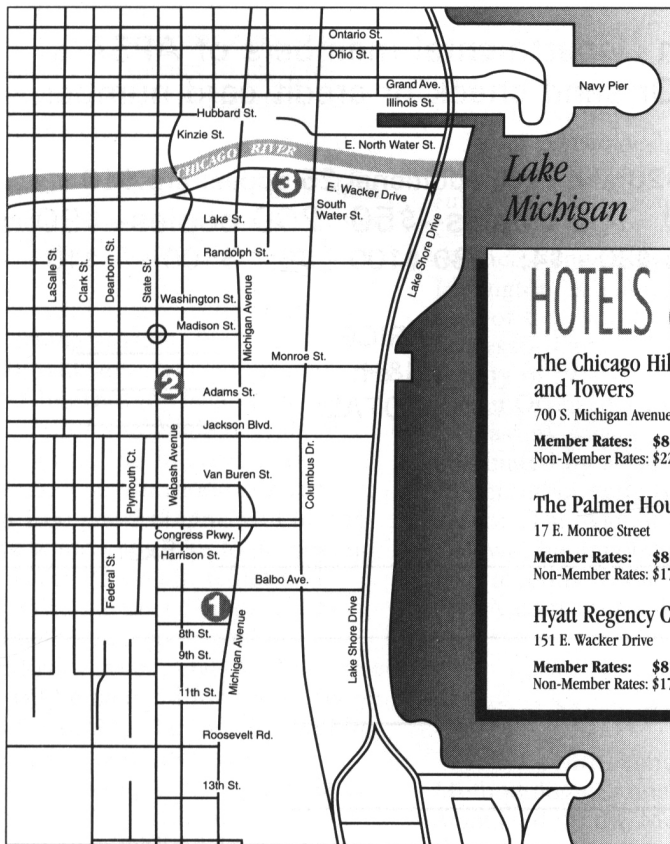 Ontario St.
Ohio St.
Grand Ave.
Illinois St.
Navy Pier
Hubbard St.
Kinzie St.
E. North Water St.
CHICAGO RIVER
3
E. Wacker Drive
South
Water St.
Lake St.
Randolph St.
Lake
Michigan
LaSalle St.
Clark St.
Dearborn St.
State St.
Michigan Avenue
Lake Shore Drive
Washington St.
Madison St.
Monroe St.
2
Adams St.
Jackson Blvd.
Plymouth Ct.
Wabash Avenue
Columbus Dr.
Van Buren St.
Congress Pkwy.
Harrison St.
Federal St.
Balbo Ave.
1
8th St.
9th St.
Michigan Avenue
Lake Shore Drive
11th St.
Roosevelt Rd.
13th St.
HOTELS
The Chicago Hil
and Towers
700 S. Michigan Avenue
Member Rates: $8
Non-Member Rates: $22
The Palmer Hou
17 E. Monroe Street
Member Rates: $8
Non-Member Rates: $17
Hyatt Regency C
151 E. Wacker Drive
Member Rates: $8
Non-Member Rates: $17